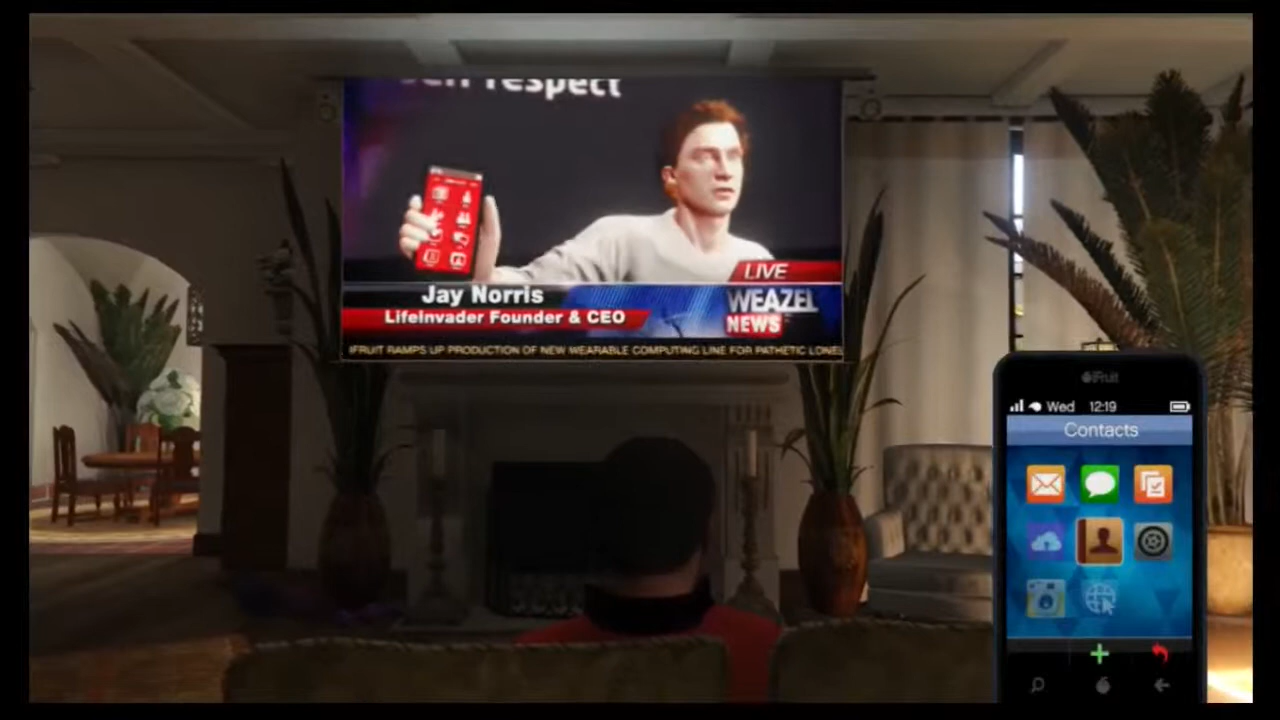 respect
LIVE
Jay Norris
WEAZEL
LifeInvader Founder & CEO
NEWS
IFRUIT RAMPS UP PRODUCTION OF NEW WEARABLE COMPUTING LINE FOR PATHETIC LONE
iFruit
Wed 12:19
Contacts